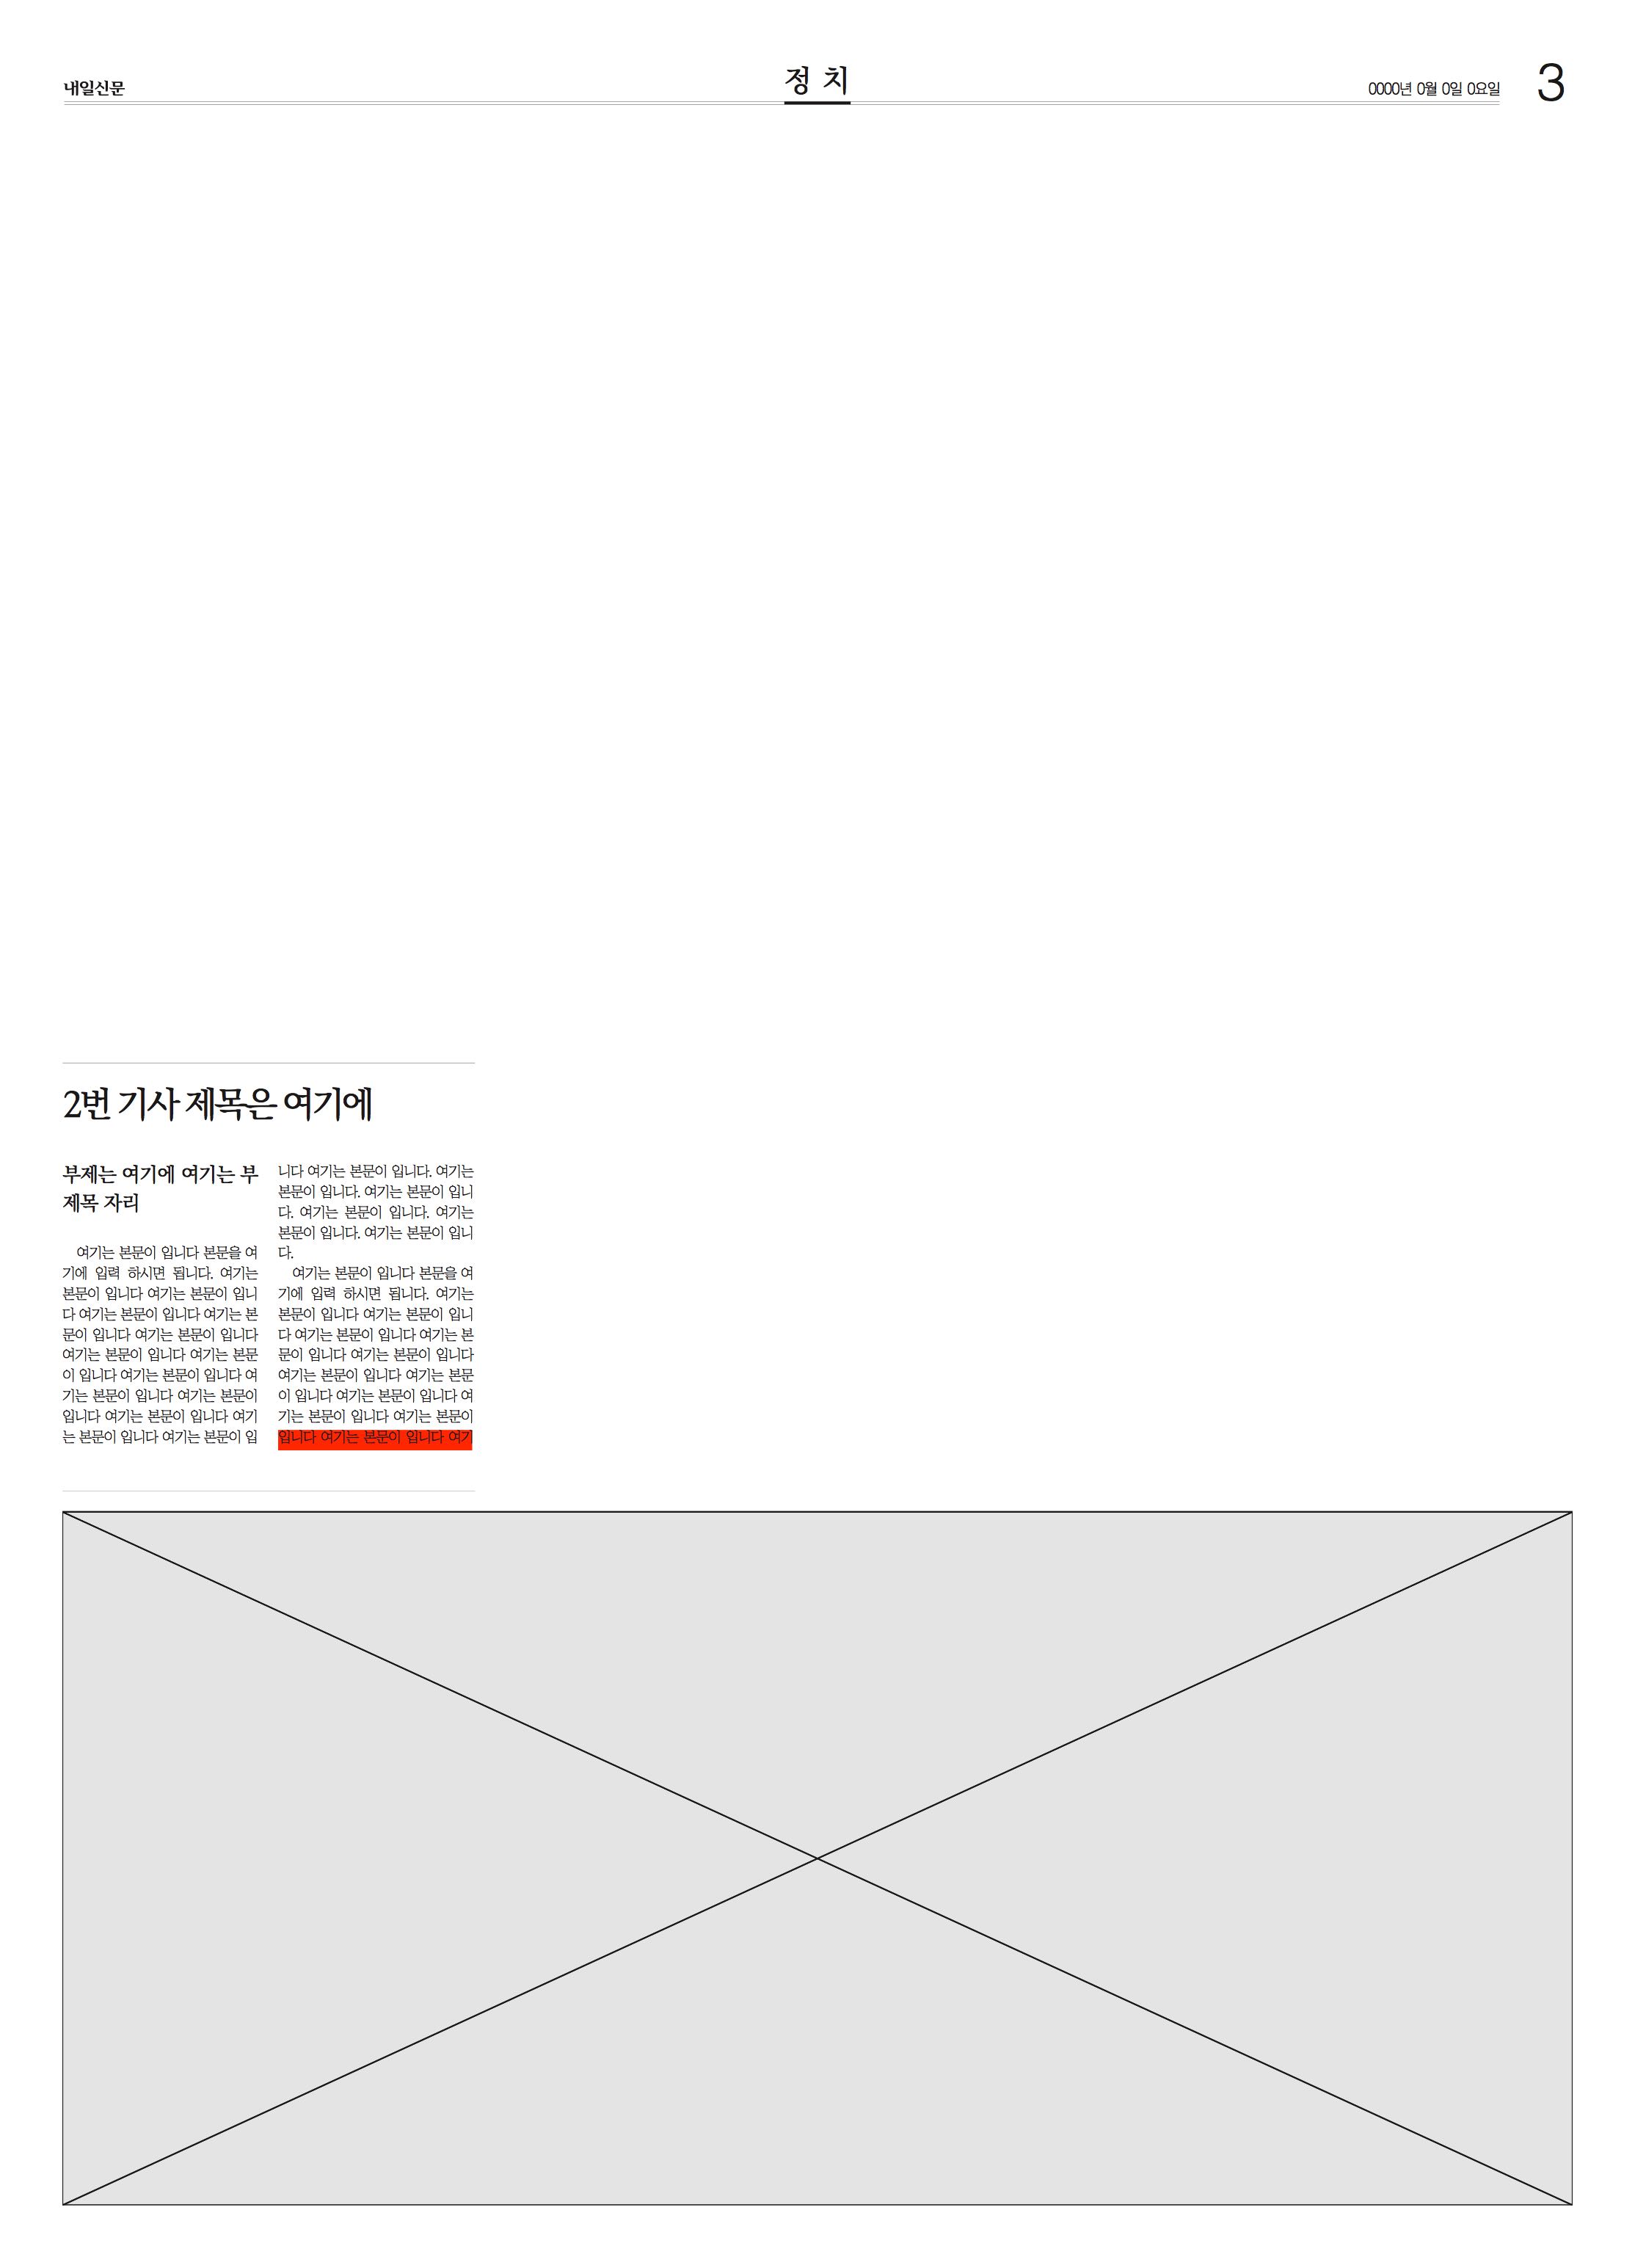 내일신문
정 치
0000년 0월 0일 0요일
3
2번 기사 제목은 여기에
부제는 여기에 여기는 부
제목 자리
여기는 본문이 입니다 본문을 여
기에 입력 하시면 됩니다. 여기는
본문이 입니다 여기는 본문이 입니
다 여기는 본문이 입니다 여기는 본
문이 입니다 여기는 본문이 입니다
여기는 본문이 입니다 여기는 본문
이 입니다 여기는 본문이 입니다 여
기는 본문이 입니다 여기는 본문이
입니다 여기는 본문이 입니다 여기
는 본문이 입니다 여기는 본문이 입
니다 여기는 본문이 입니다. 여기는
본문이 입니다. 여기는 본문이 입니
다. 여기는 본문이 입니다. 여기는
본문이 입니다. 여기는 본문이 입니
다.
여기는 본문이 입니다 본문을 여
기에 입력 하시면 됩니다. 여기는
본문이 입니다 여기는 본문이 입니
다 여기는 본문이 입니다 여기는 본
문이 입니다 여기는 본문이 입니다
여기는 본문이 입니다 여기는 본문
이 입니다 여기는 본문이 입니다 여
기는 본문이 입니다 여기는 본문이
입니다 여기는 본문이 입니다 여기